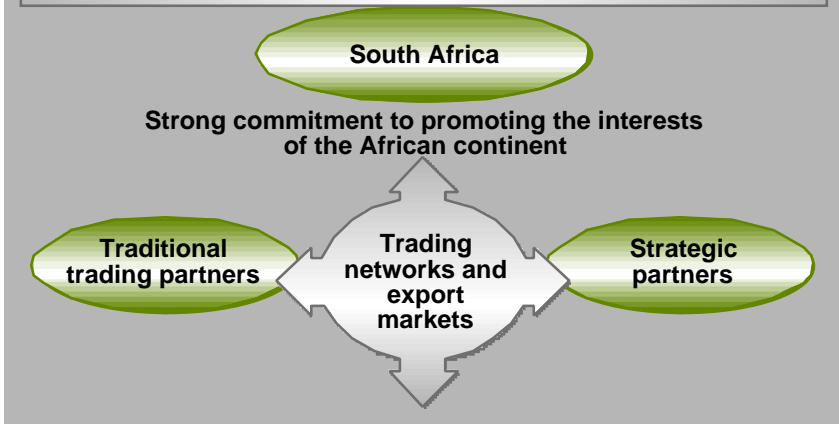 South Africa
Strong commitment to promoting the interests
of the African continent
Traditional
trading partners
Trading
networks and
export
markets
Strategic
partners